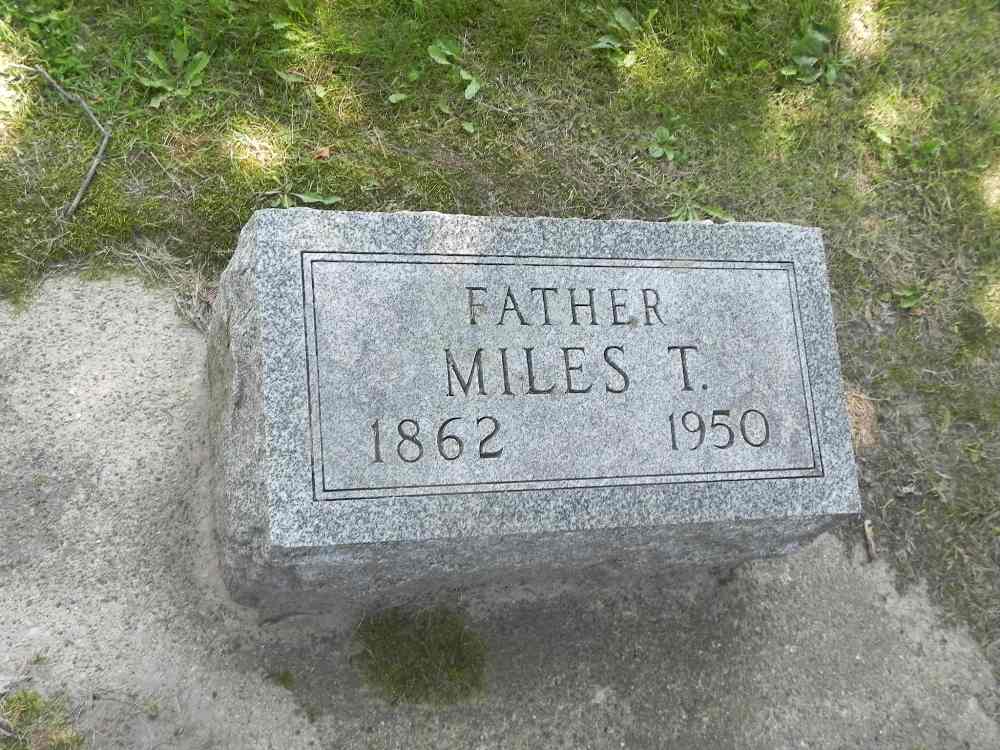 FATHER
MILES T.
1862 1950